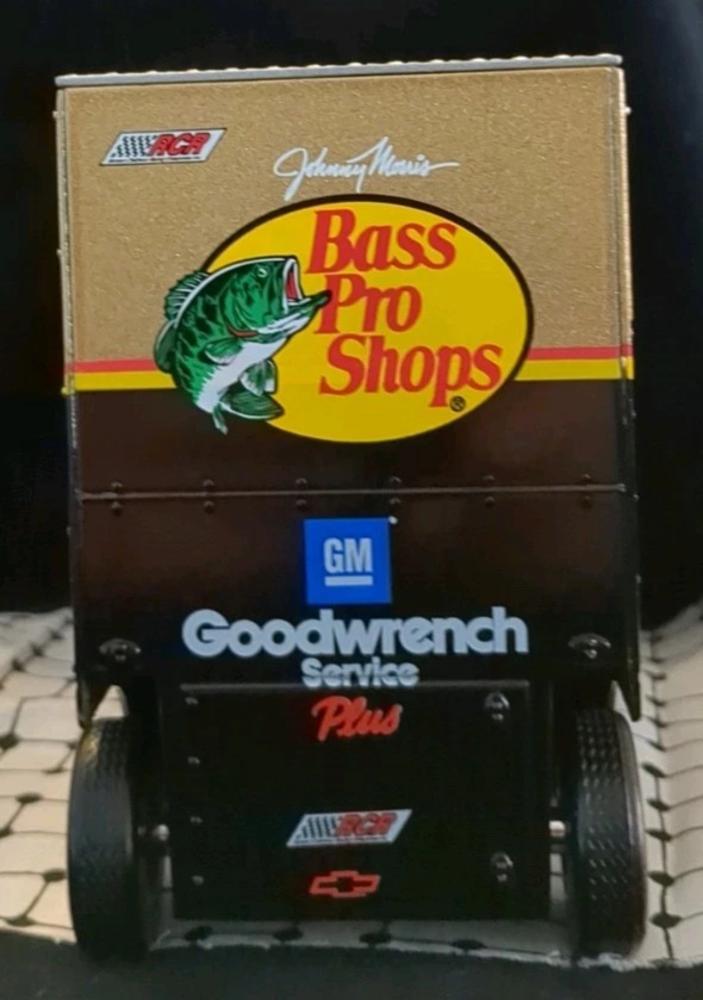 RCR
Johnny Morris
Bass
Pro
Shops
®
GM
Goodwrench
Service
Plus
RCR